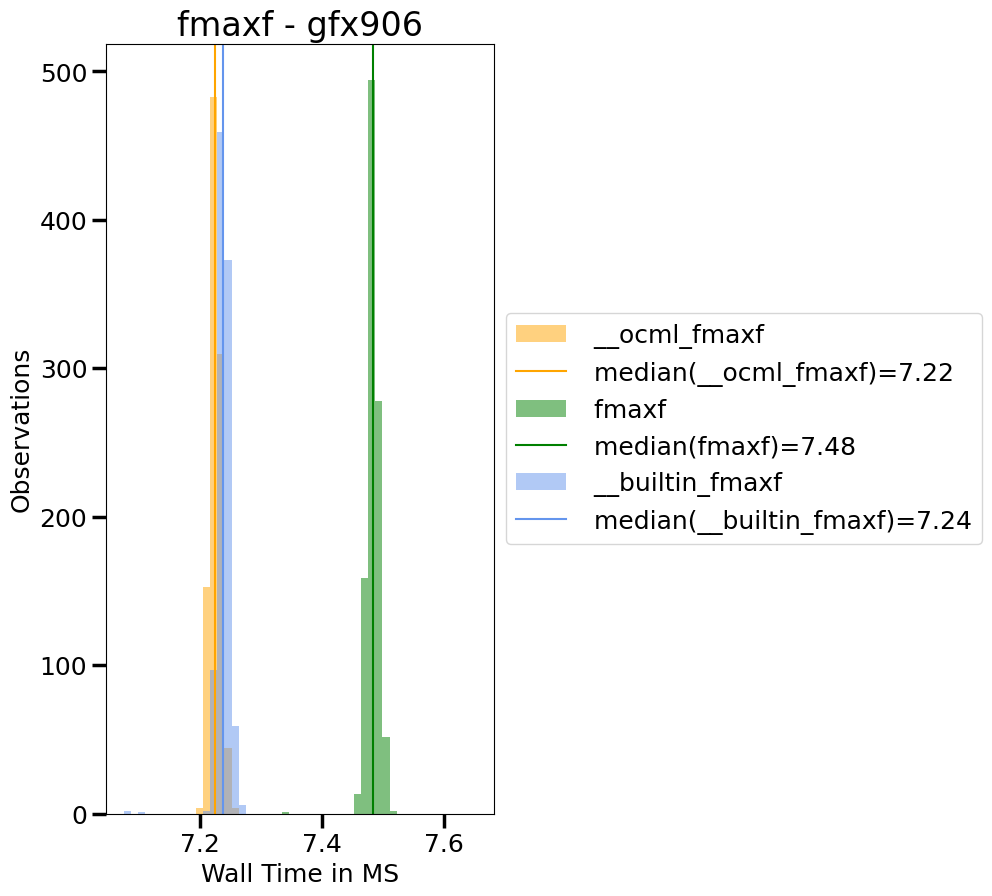 fmaxf - gfx906
500
400
300
200
100
0
Observations
7.2
7.4
7.6
Wall Time in MS
__ocml_fmaxf
median(__ocml_fmaxf)=7.22
fmaxf
median(fmaxf)=7.48
__builtin_fmaxf
median(__builtin_fmaxf)=7.24